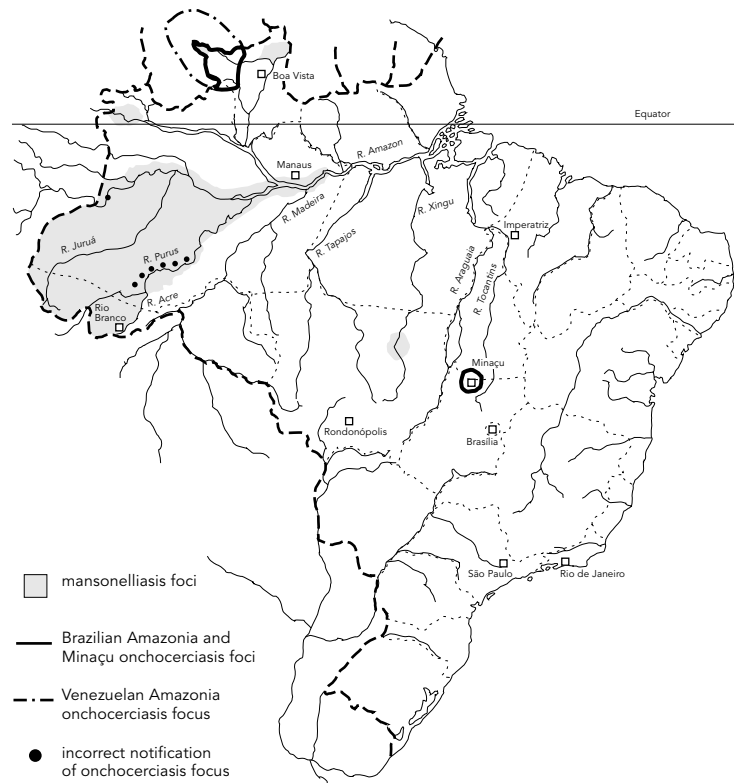 Boa Vista
Equator
R. Amazon
Manaus
R. Madeira
R. Xingu
R. Juruá
R. Purus
R. Tapajos
Imperatriz
R. Araguaia
R. Tocantins
R. Acre
Rio
Branco
Minaçu
Rondonópolis
Brasília
São Paulo
Rio de Janeiro
mansonelliasis foci
Brazilian Amazonia and
Minaçu onchocerciasis foci
Venezuelan Amazonia
onchocerciasis focus
incorrect notification
of onchocerciasis focus